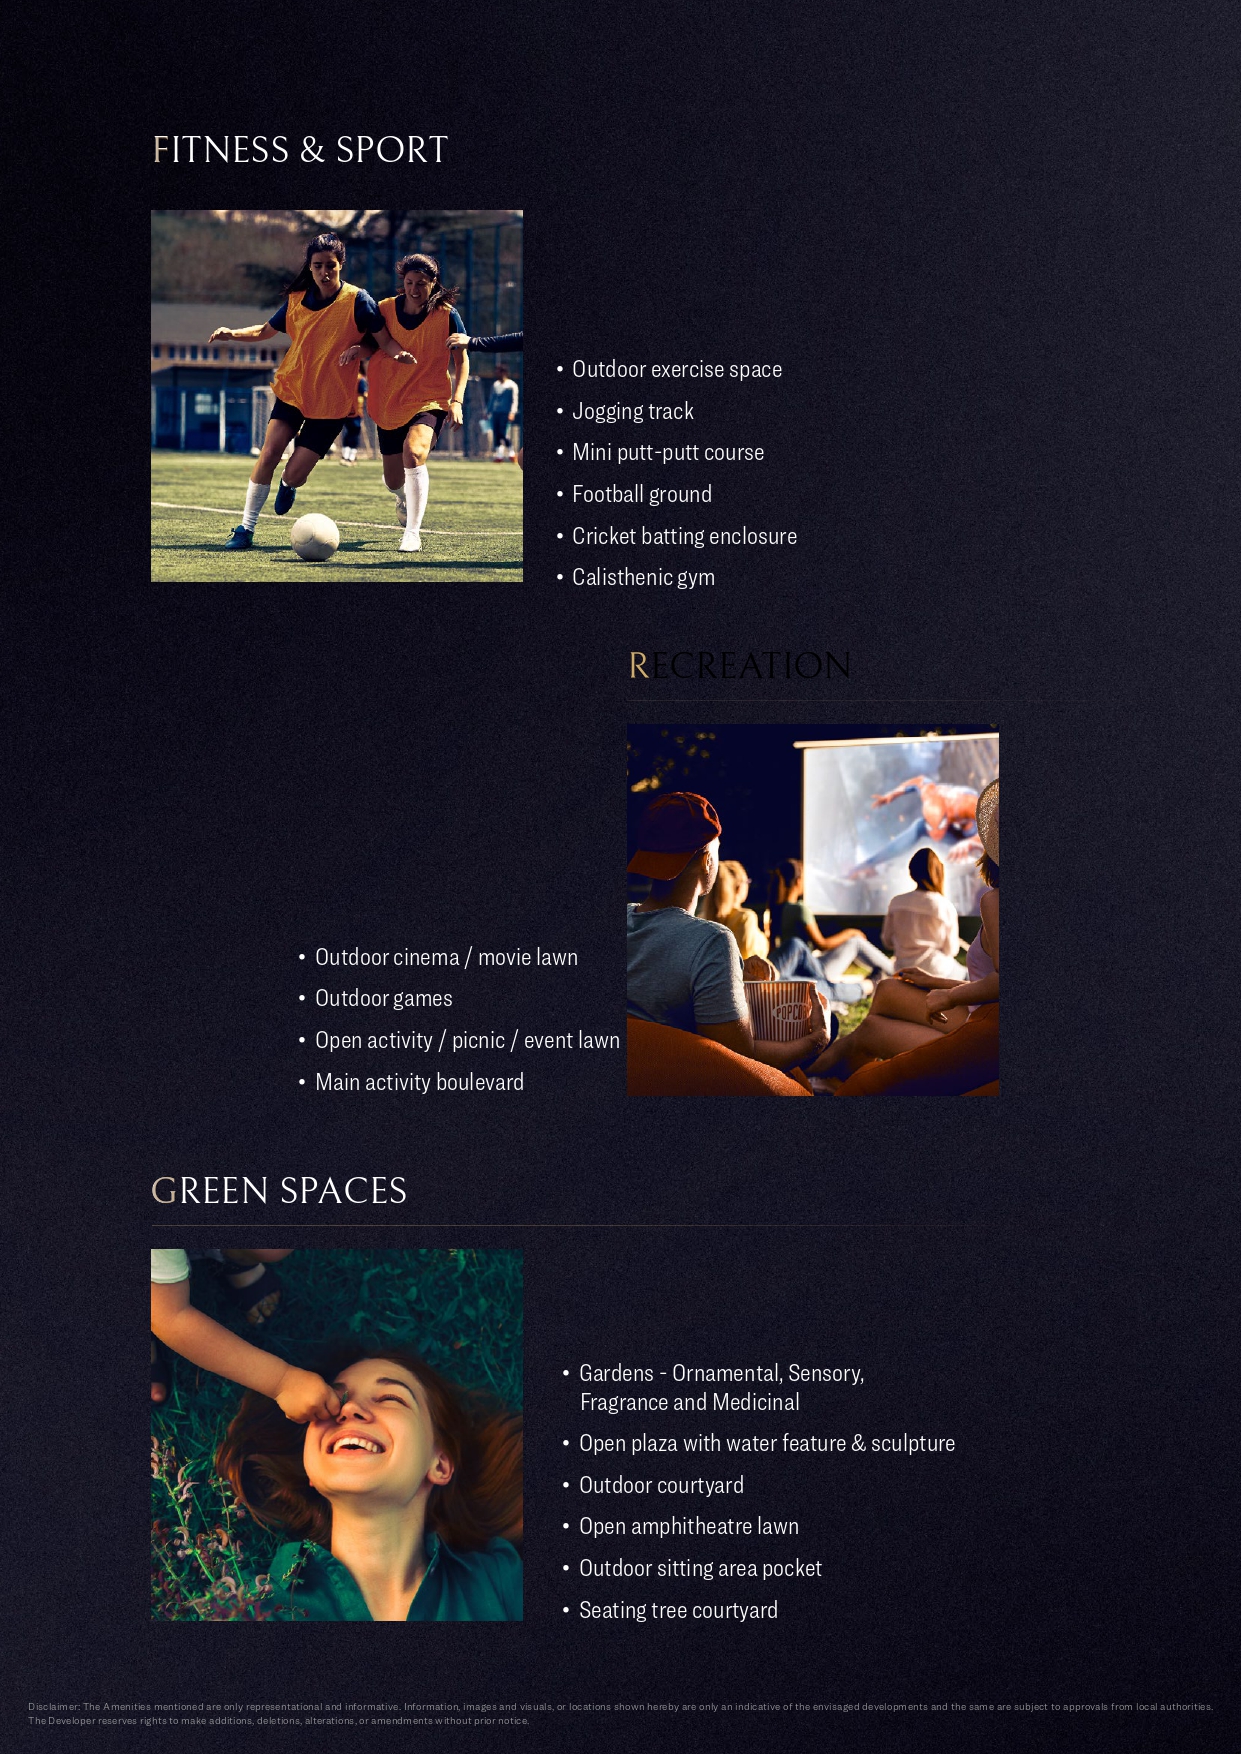 FITNESS & SPORT
• Outdoor exercise space
• Jogging track
• Mini putt-putt course
• Football ground
• Cricket batting enclosure
• Calisthenic gym
RECREATION
• Outdoor cinema / movie lawn
• Outdoor games
• Open activity / picnic / event lawn
• Main activity boulevard
POPCO
GREEN SPACES
• Gardens - Ornamental, Sensory,
Fragrance and Medicinal
• Open plaza with water feature & sculpture
• Outdoor courtyard
• Open amphitheatre lawn
• Outdoor sitting area pocket
• Seating tree courtyard
Disclaimer: The Amenities mentioned are only representational and informative. Information, images and visuals, or locations shown hereby are only an indicative of the envisaged developments and the same are subject to approvals from local authorities.
The Developer reserves rights to make additions, deletions, alterations, or amendments without prior notice.